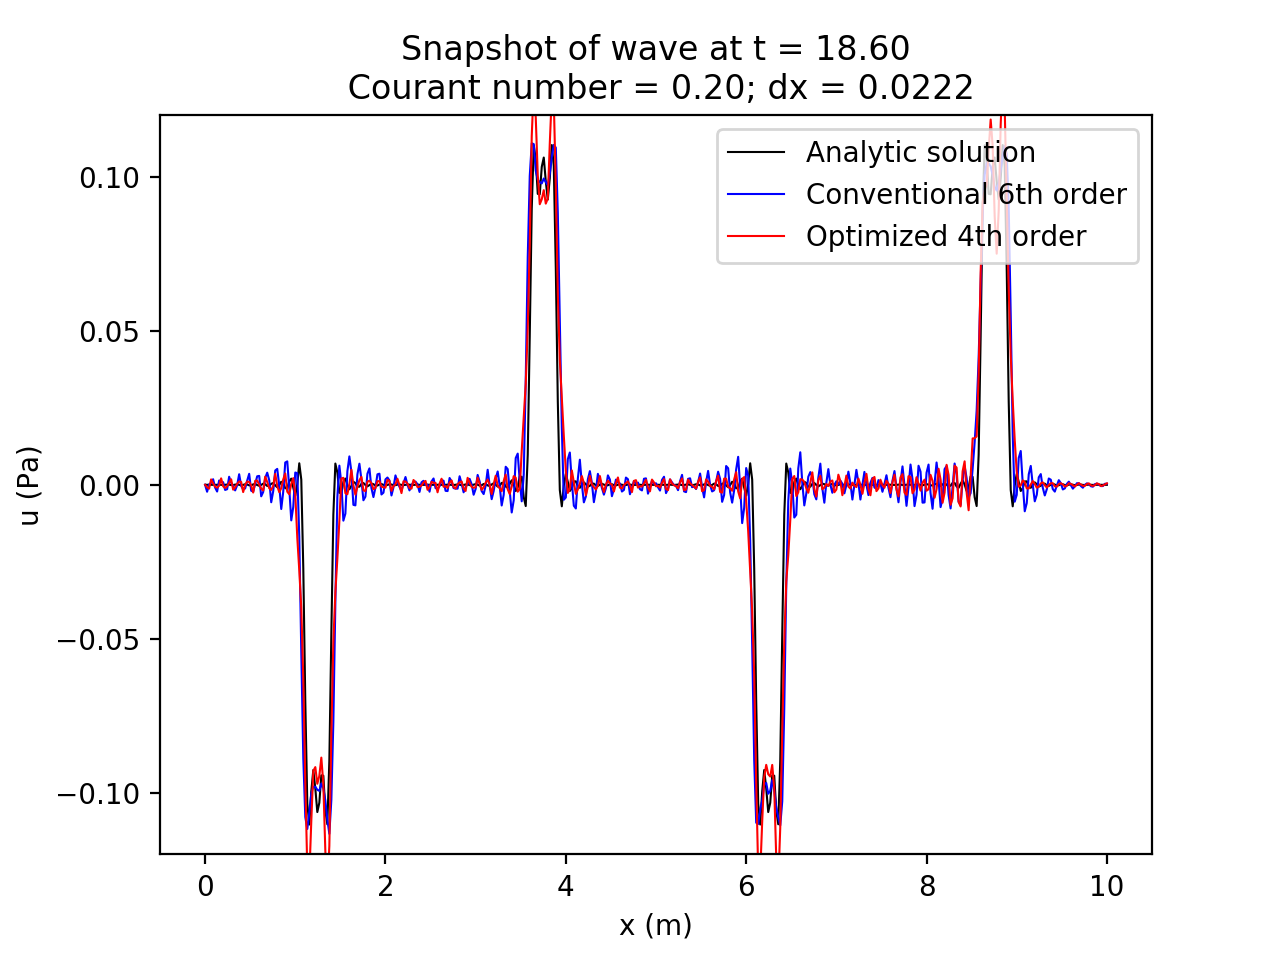 Snapshot of wave at t = 18.60
Courant number = 0.20; dx = 0.0222
Analytic solution
Conventional 6th order
Optimized 4th order
0.10
0.05
0.00
−0.05
−0.10
u (Pa)
0 2 4 6 8 10
x (m)